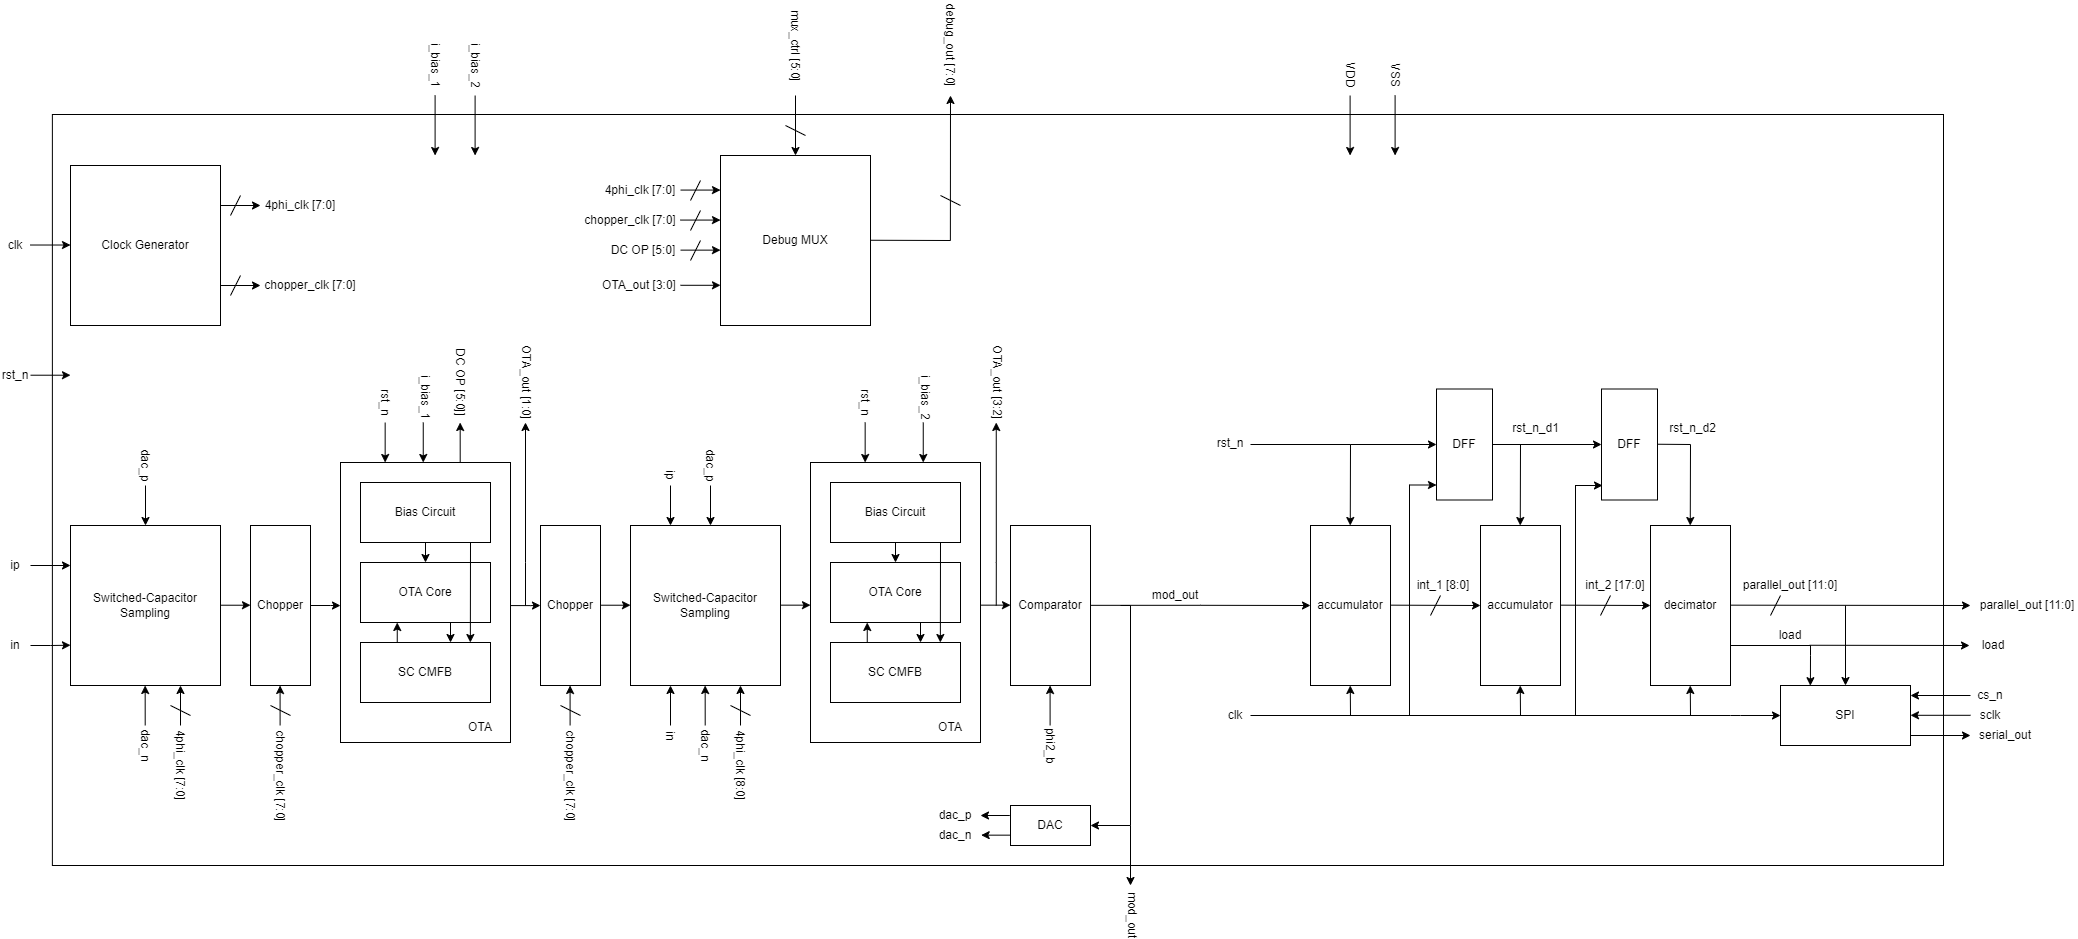 mux_ctrl [5:0]
debug_out [7:0]
i_bias_1
i_bias_2
VDD
VSS
clk
Clock Generator
4phi_clk [7:0]
chopper_clk [7:0]
4phi_clk [7:0]
chopper_clk [7:0]
DC OP [5:0]
OTA_out [3:0]
Debug MUX
rst_n
rst_n
i_bias_1
DC OP [5:0]]
OTA_out [1:0]
rst_n
i_bias_2
OTA_out [3:2]
dac_p
ip
dac_p
rst_n
DFF
rst_n_d1
DFF
rst_n_d2
ip
in
Switched-Capacitor
Sampling
Chopper
Bias Circuit
OTA Core
SC CMFB
OTA
Chopper
Switched-Capacitor
Sampling
Bias Circuit
OTA Core
SC CMFB
OTA
Comparator
mod_out
accumulator
int_1 [8:0]
accumulator
int_2 [17:0]
decimator
parallel_out [11:0]
parallel_out [11:0]
load
load
dac_n
4phi_clk [7:0]
chopper_clk [7:0]
chopper_clk [7:0]
in
dac_n
4phi_clk [8:0]
phi2_b
clk
SPI
cs_n
sclk
serial_out
dac_p
dac_n
DAC
mod_out